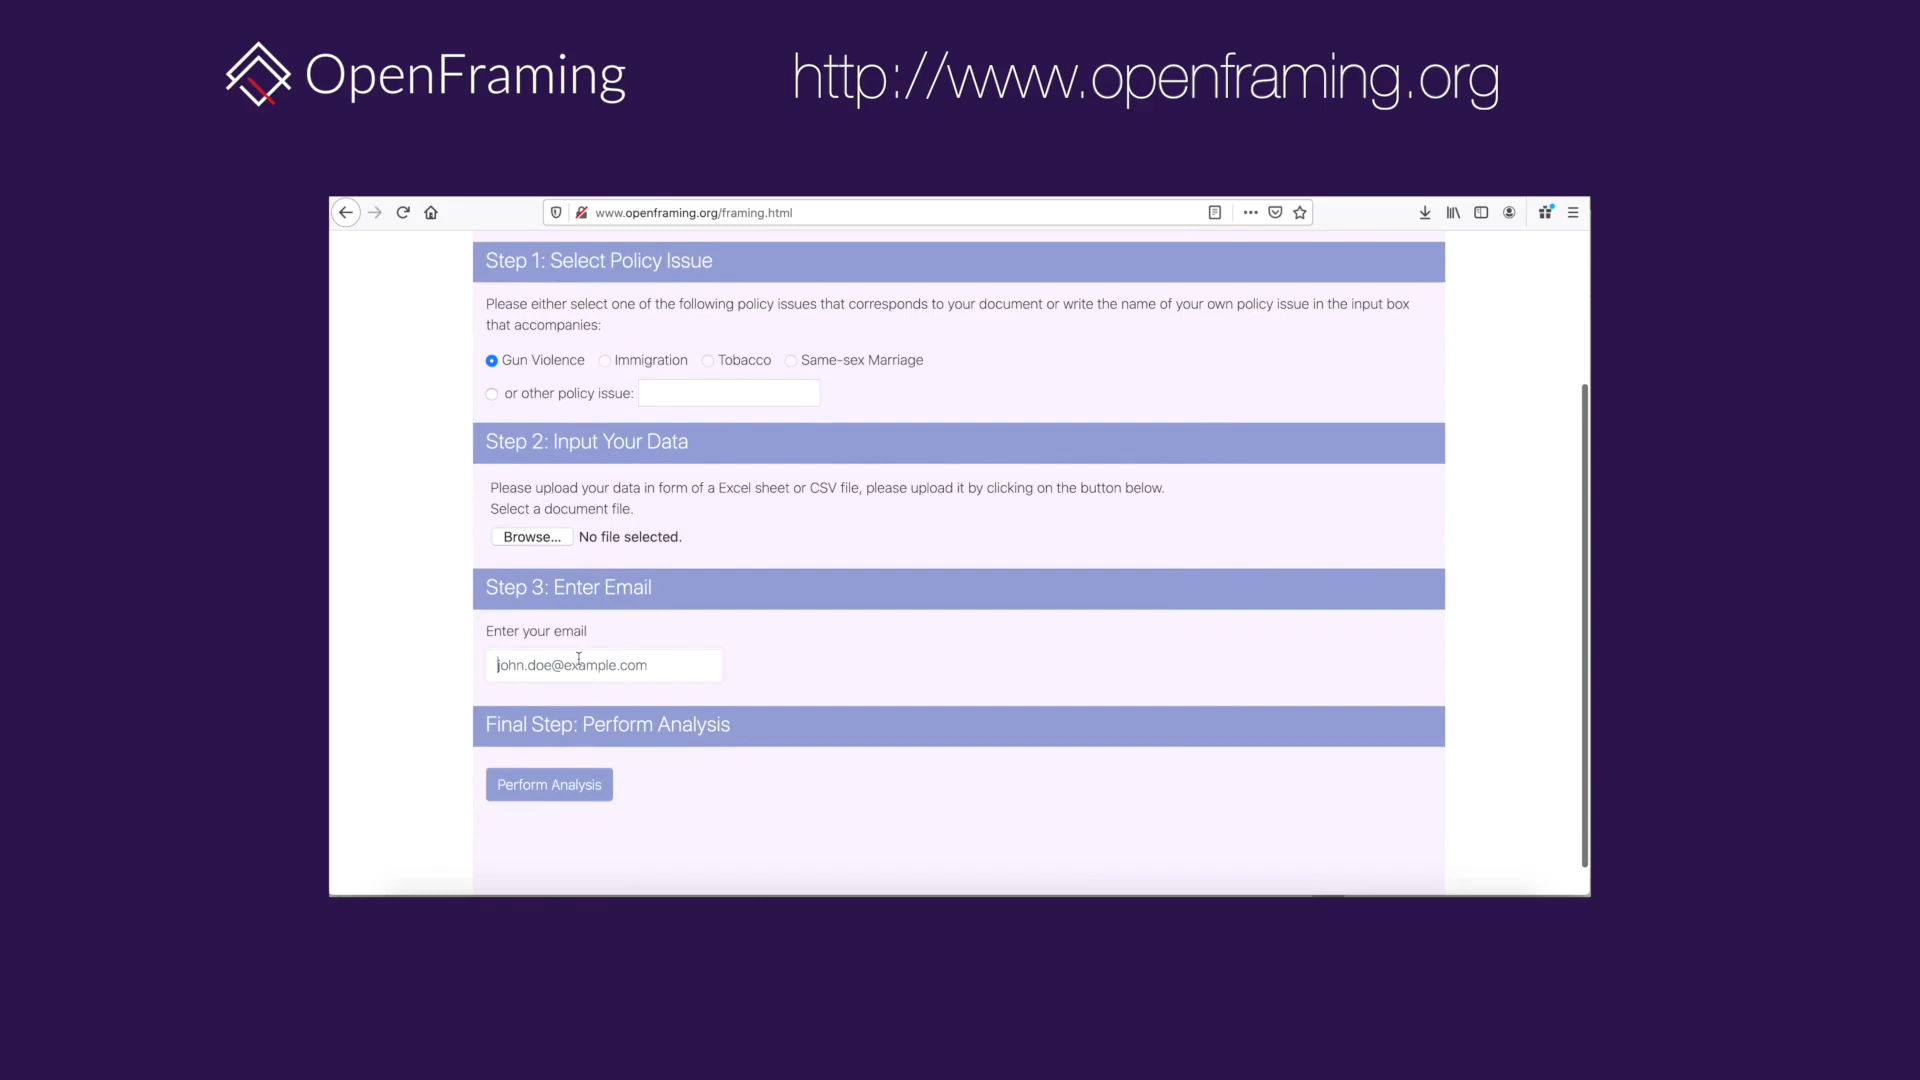 OpenFraming
http://www.openframing.org
www.openframing.org/framing.html
Step 1: Select Policy Issue
Please either select one of the following policy issues that corresponds to your document or write the name of your own policy issue in the input box
that accompanies:
Gun Violence Immigration Tobacco Same-sex Marriage
or other policy issue:
Step 2: Input Your Data
Please upload your data in form of a Excel sheet or CSV file, please upload it by clicking on the button below.
Select a document file.
Browse... No file selected.
Step 3: Enter Email
Enter your email
john.doe@example.com
Final Step: Perform Analysis
Perform Analysis